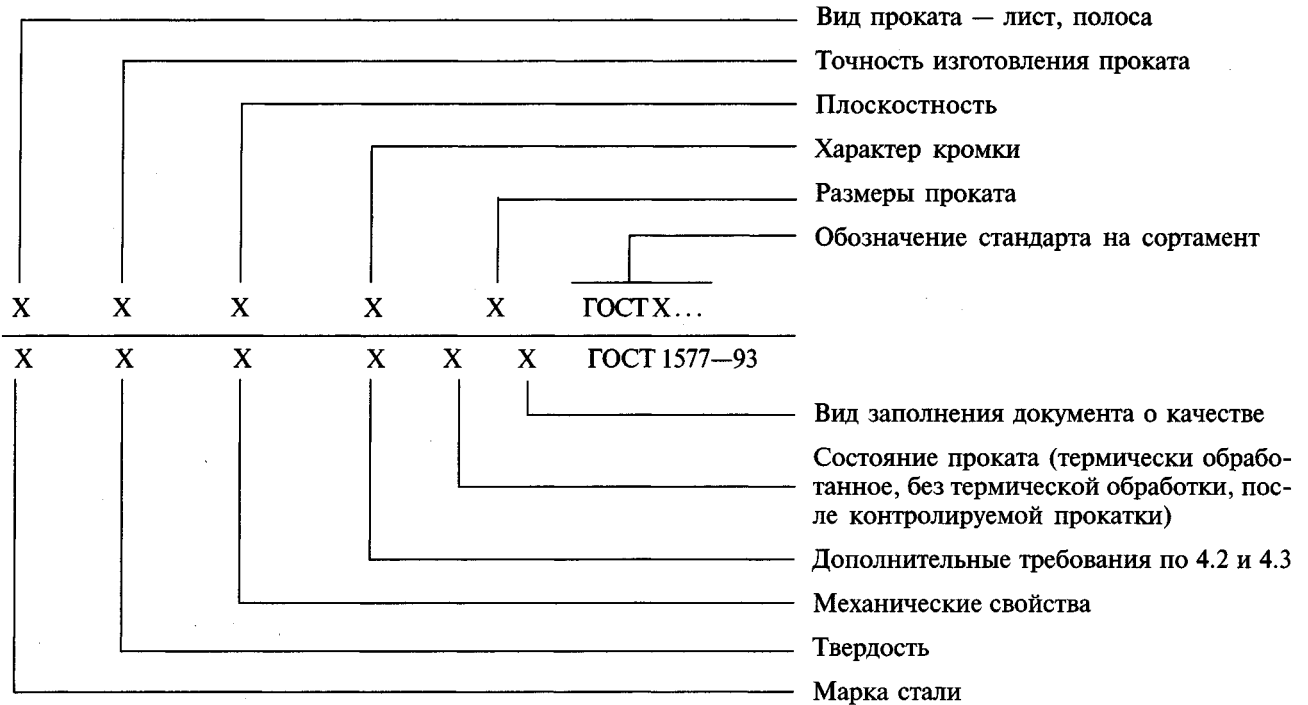 Вид проката — лист, полоса
Точность изготовления проката
Плоскостность
Характер кромки
Размеры проката
Обозначение стандарта на сортамент
Х Х Х Х Х ГОСТ Х...
Х Х Х Х Х Х ГОСТ 1577—93
Вид заполнения документа о качестве
Состояние проката (термически обрабо-
танное, без термической обработки, пос-
ле контролируемой прокатки)
Дополнительные требования по 4.2 и 4.3
Механические свойства
Твердость
Марка стали